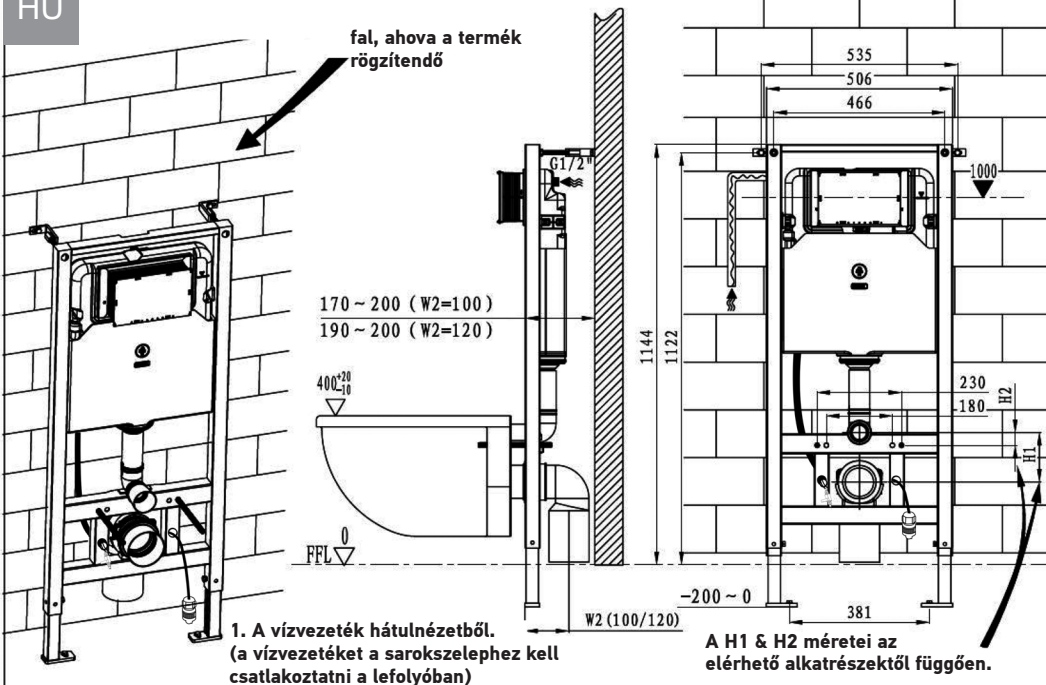 HU
fal, ahova a termék
rögzítendő
535
506
466
G1/2"
1000
170 ~ 200 ( W2=100 )
190 ~ 200 ( W2=120 )
1144
1122
400 +20 -10
230
180
H2
H1
0
FFL
-200 ~ 0
W2 (100/120)
381
1. A vízvezeték hátulnézetből.
(a vízvezetéket a sarokszelephez kell
csatlakoztatni a lefolyóban)
A H1 & H2 méretei az
elérhető alkatrészektől függően.